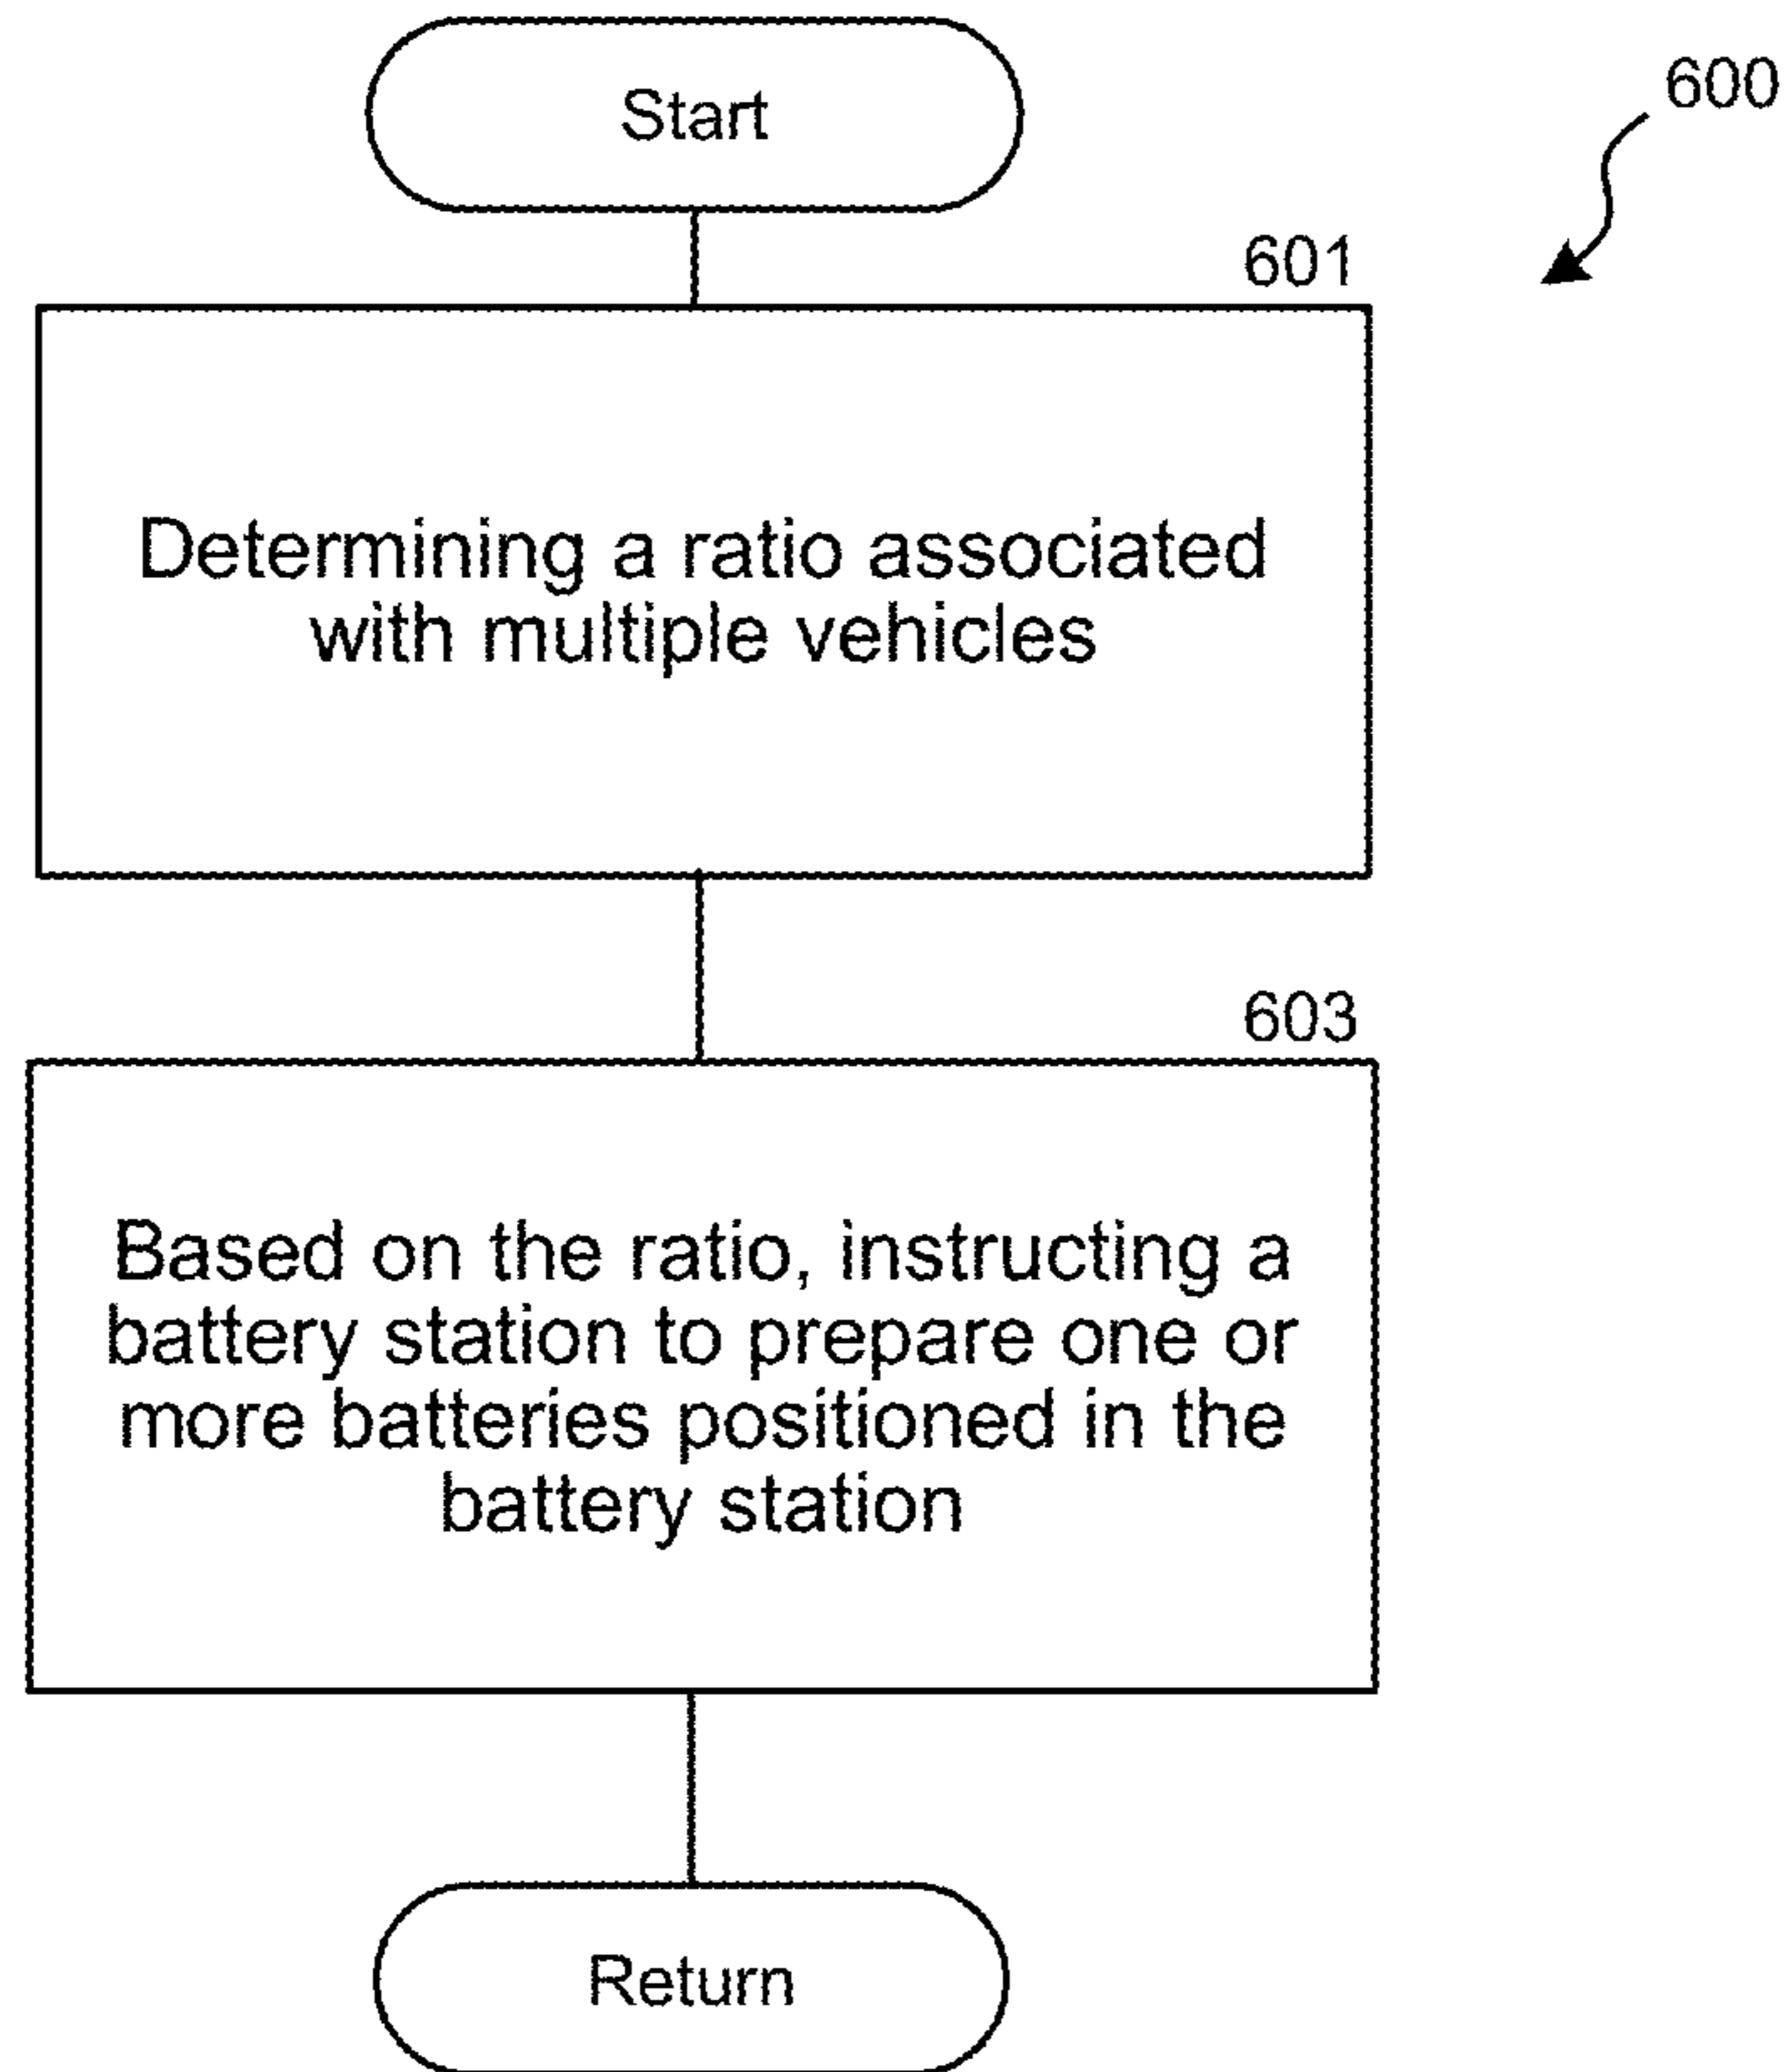 Start
600
601
Determining a ratio associated
with multiple vehicles
603
Based on the ratio, instructing a
battery station to prepare one or
more batteries positioned in the
battery station
Return